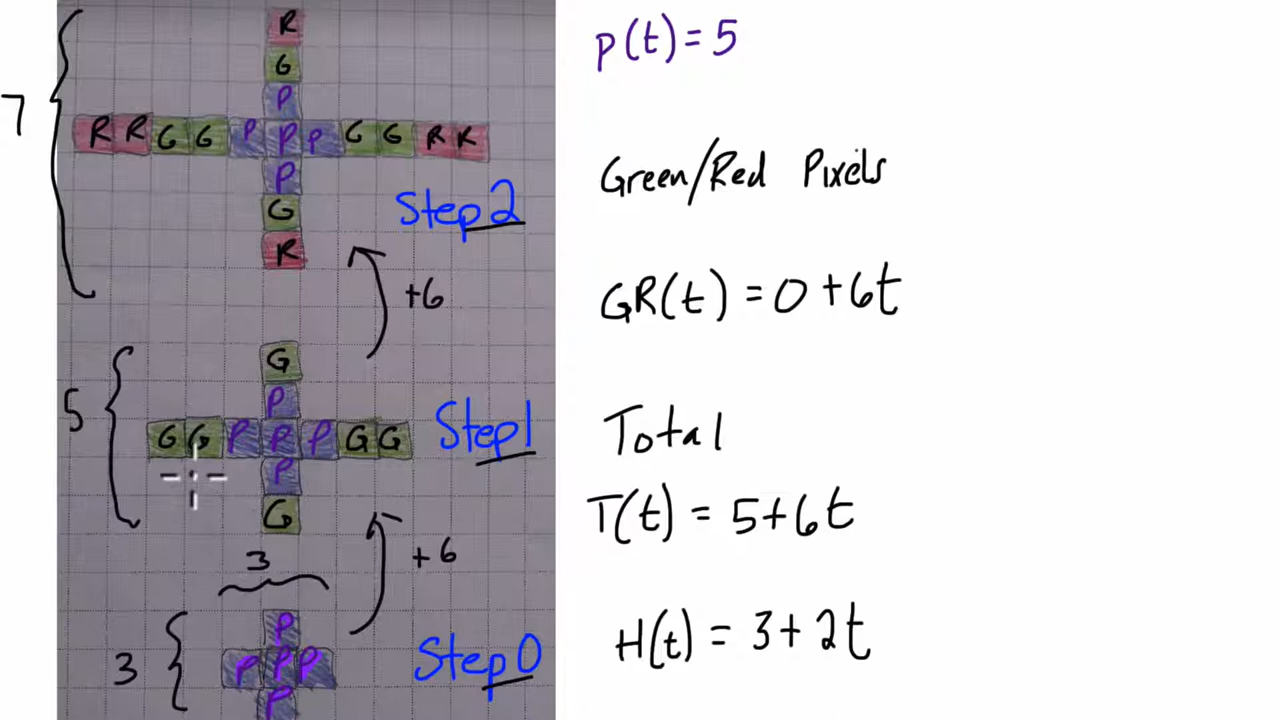 R
G
P
7
R R G G P P P G G R R
P
G
Step 2
R
+6
G
5
P
G G P P P G G
Step 1
P
G
3
+6
P
3
P P P
Step 0
P
P(t) = 5
Green/Red Pixels
GR(t) = 0 + 6t
Total
T(t) = 5 + 6t
H(t) = 3 + 2t